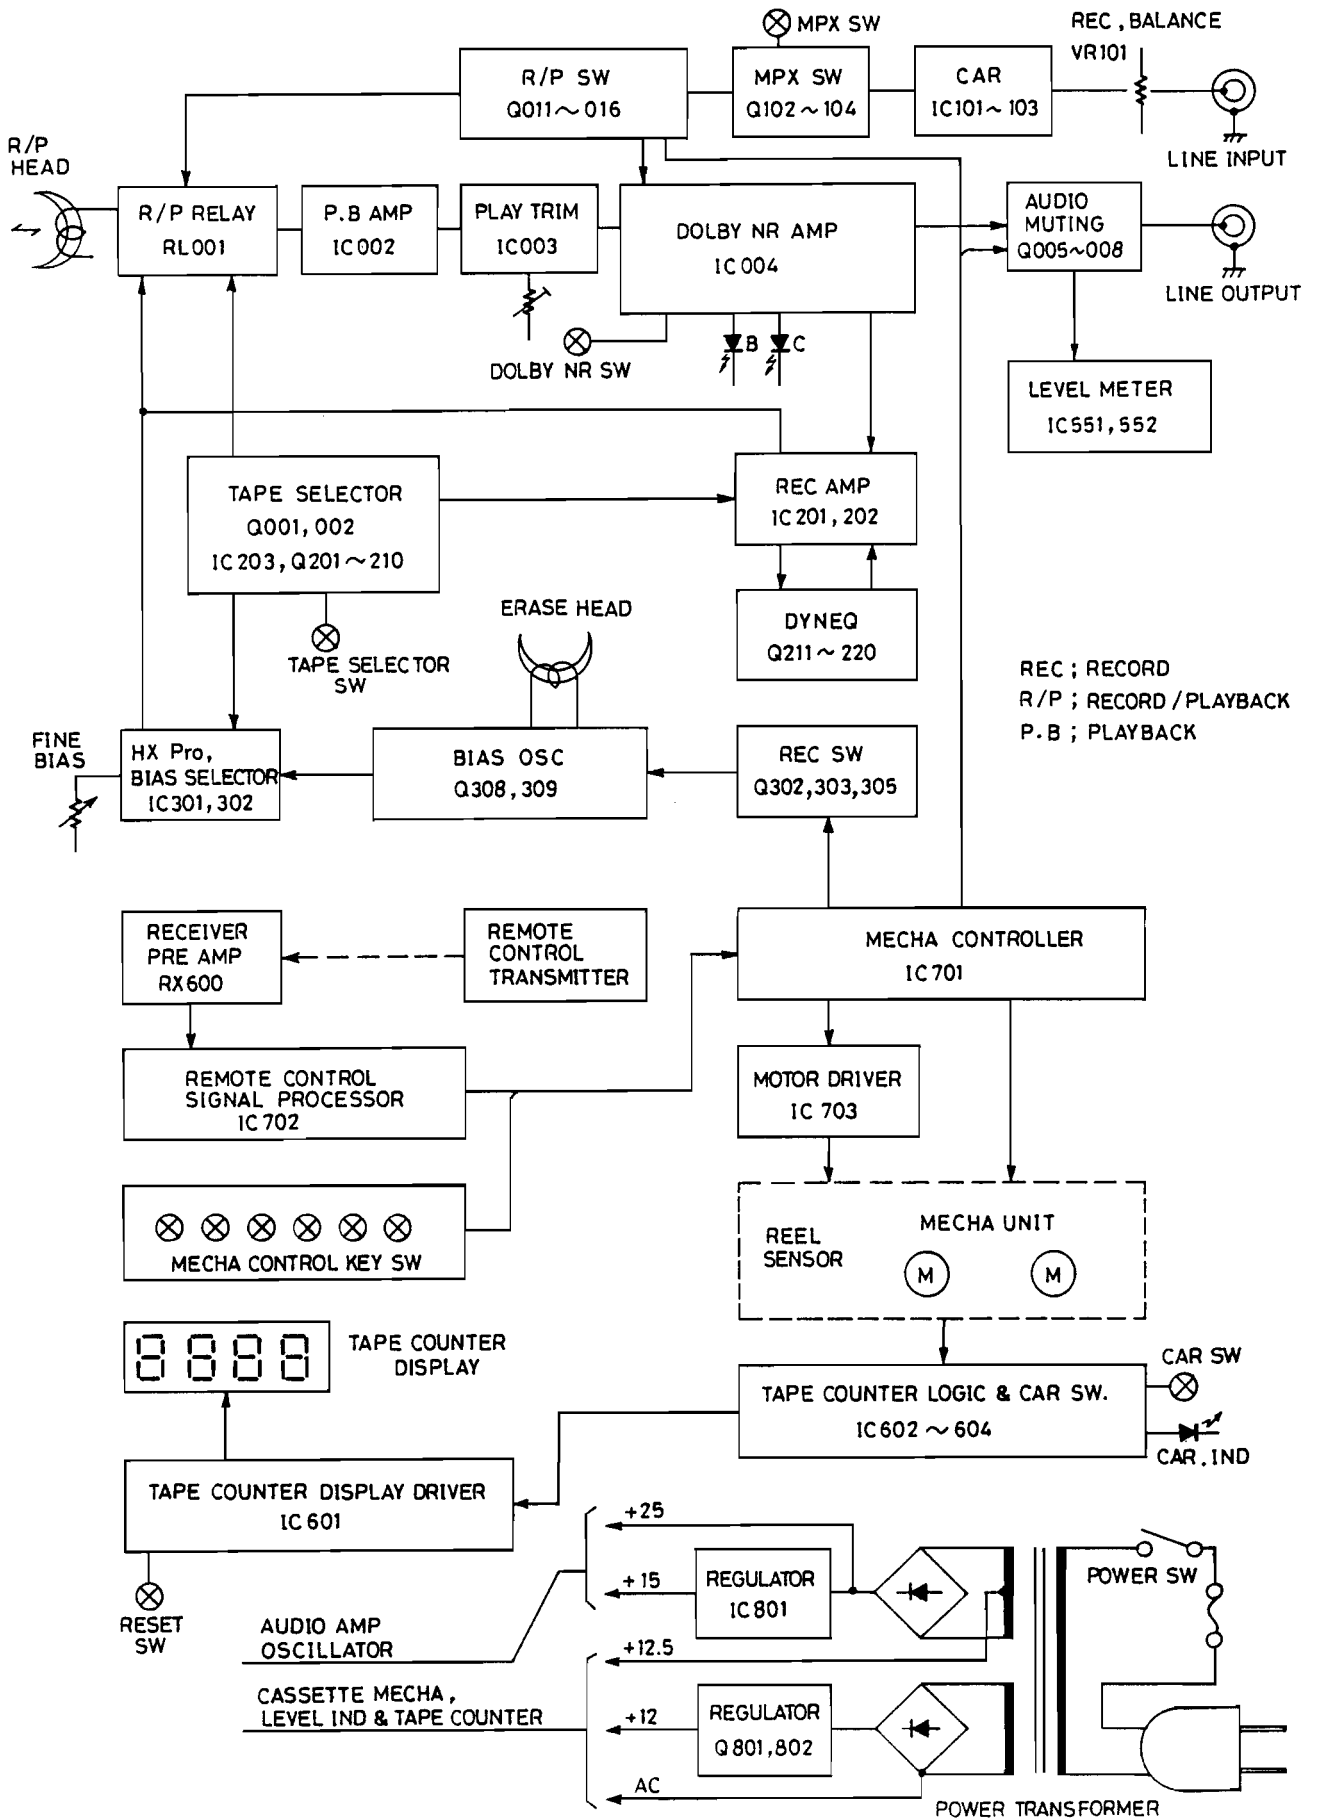 MPX SW
REC, BALANCE
VR101
R/P SW
Q011～016
MPX SW
Q102～104
CAR
IC101～103
LINE INPUT
R/P
HEAD
R/P RELAY
RL001
P.B AMP
IC002
PLAY TRIM
IC003
DOLBY NR AMP
IC004
AUDIO
MUTING
Q005～008
LINE OUTPUT
DOLBY NR SW
B
C
LEVEL METER
IC551, 552
TAPE SELECTOR
Q001, 002
IC203, Q201～210
REC AMP
IC201, 202
TAPE SELECTOR
SW
ERASE HEAD
DYNEQ
Q211～220
REC ; RECORD
R/P ; RECORD/PLAYBACK
P.B ; PLAYBACK
FINE
BIAS
HX Pro,
BIAS SELECTOR
IC301, 302
BIAS OSC
Q308, 309
REC SW
Q302, 303, 305
RECEIVER
PRE AMP
RX600
REMOTE
CONTROL
TRANSMITTER
MECHA CONTROLLER
IC701
REMOTE CONTROL
SIGNAL PROCESSOR
IC702
MOTOR DRIVER
IC703
MECHA CONTROL KEY SW
REEL
SENSOR
MECHA UNIT
M
M
8888
TAPE COUNTER
DISPLAY
TAPE COUNTER LOGIC & CAR SW.
IC602～604
CAR SW
CAR. IND
TAPE COUNTER DISPLAY DRIVER
IC601
RESET
SW
+25
+15
REGULATOR
IC801
POWER SW
AUDIO AMP
OSCILLATOR
+12.5
CASSETTE MECHA,
LEVEL IND & TAPE COUNTER
+12
REGULATOR
Q801, 802
AC
POWER TRANSFORMER